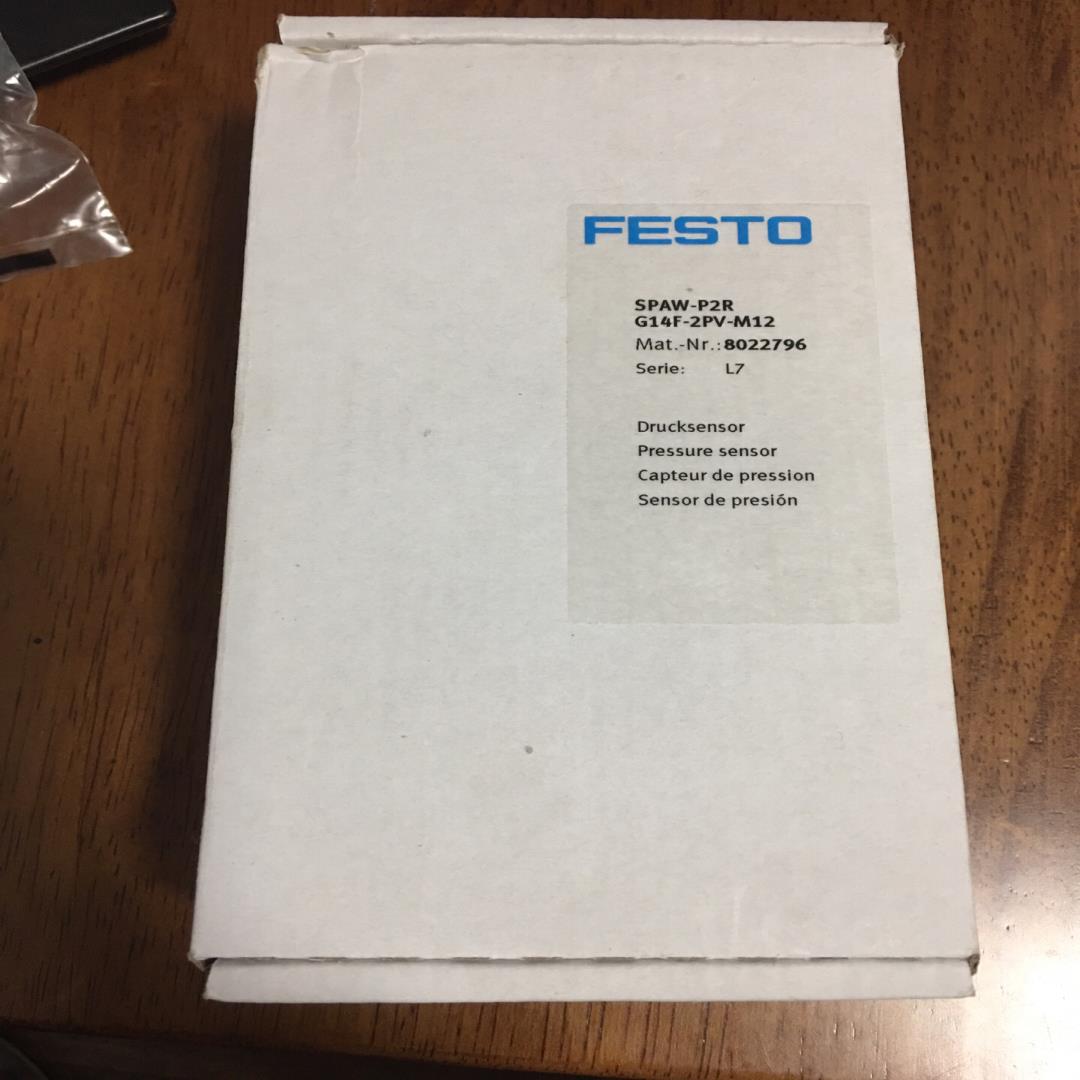 FESTO
SPAW-P2R
G14F-2PV-M12
Mat.-Nr.:8022796
Serie: L7
Drucksensor
Pressure sensor
Capteur de pression
Sensor de presión